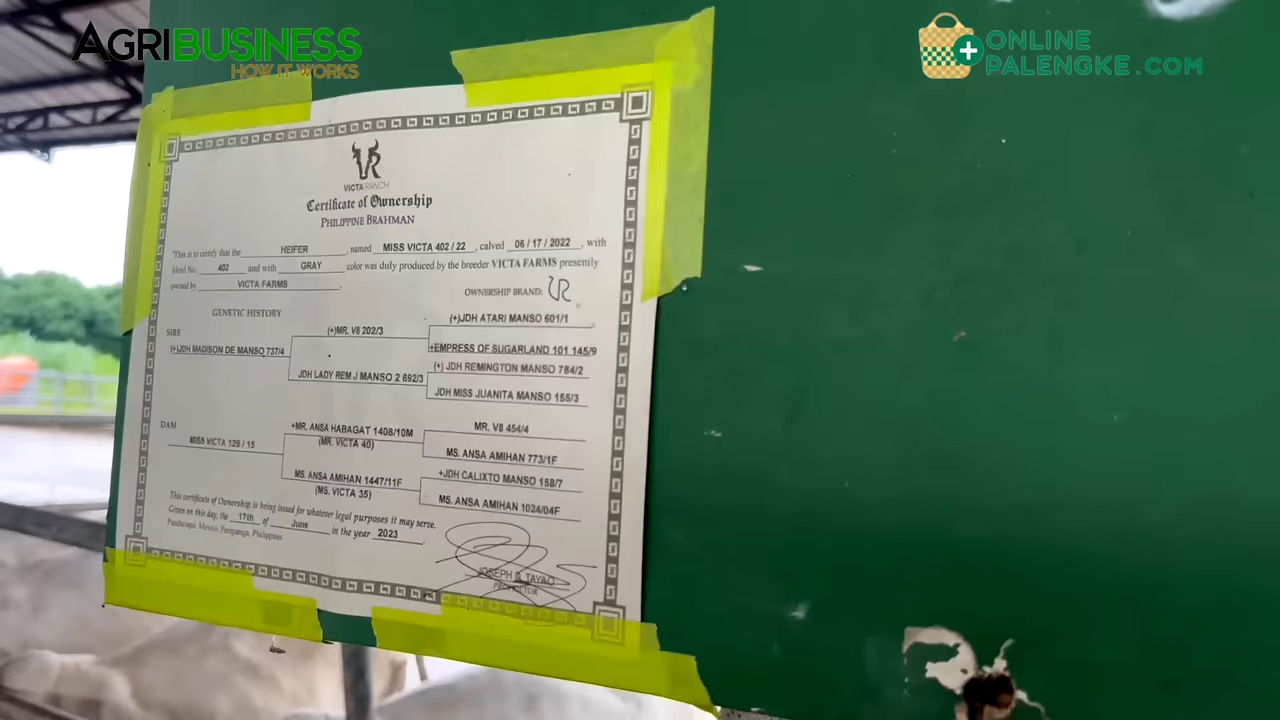 AGRIBUSINESS
HOW IT WORKS
ONLINE
PALENGKE.COM
VR
VICTA RANCH
Certificate of Ownership
PHILIPPINE BRAHMAN
"This is to certify that the HEIFER, named MISS VICTA 402 / 22, calved 06 / 17 / 2022, with
Herd No. 402 and with GRAY color was duly produced by the breeder VICTA FARMS presently
owned by VICTA FARMS.
OWNERSHIP BRAND: VR
GENETIC HISTORY
SIRE
(+)JDH MADISON DE MANSO 737/4
(+)MR. V8 202/3
JDH LADY REM J MANSO 2 692/3
(+)JDH ATARI MANSO 601/1
+EMPRESS OF SUGARLAND 101 145/9
(+) JDH REMINGTON MANSO 784/2
JDH MISS JUANITA MANSO 155/3
DAM
MISS VICTA 129 / 15
+MR. ANSA HABAGAT 1408/10M
(MR. VICTA 40)
MS. ANSA AMIHAN 1447/11F
(MS. VICTA 35)
MR. V8 454/4
MS. ANSA AMIHAN 773/1F
+JDH CALIXTO MANSO 158/7
MS. ANSA AMIHAN 1024/04F
This certificate of Ownership is being issued for whatever legal purposes it may serve.
Given on this day, the 17th of June in the year 2023.
Pampanga, Philippines
JOSEPH D. TAYAO
PROPRIETOR